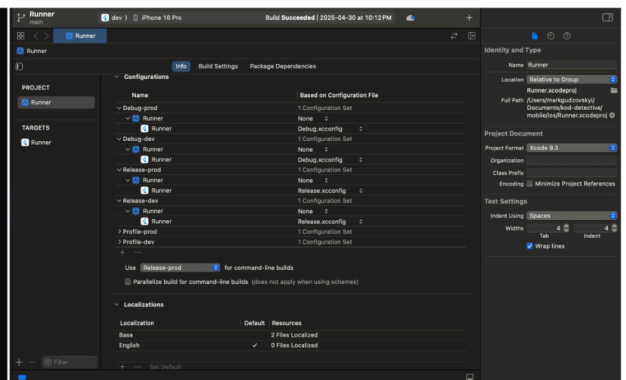 Runner
main
dev
iPhone 16 Pro
Build Succeeded | 2025-04-30 at 10:12 PM
Runner
Runner
Info
Build Settings
Package Dependencies
PROJECT
Runner
TARGETS
Runner
Configurations
Name
Based on Configuration File
Debug-prod
1 Configuration Set
Runner
None
Runner
Debug.xcconfig
Debug-dev
1 Configuration Set
Runner
None
Runner
Debug.xcconfig
Release-prod
1 Configuration Set
Runner
None
Runner
Release.xcconfig
Release-dev
1 Configuration Set
Runner
None
Runner
Release.xcconfig
Profile-prod
1 Configuration Set
Profile-dev
1 Configuration Set
Use Release-prod for command-line builds
Parallelize build for command-line builds (does not apply when using schemes)
Localizations
Localization
Default
Resources
Base
2 Files Localized
English
0 Files Localized
Set Default
Filter
Identity and Type
Name Runner
Location Relative to Group
Runner.xcodeproj
Full Path /Users/markgudzovskyi/
Documents/kod-detective/
mobile/ios/Runner.xcodeproj
Project Document
Project Format Xcode 9.3
Organization
Class Prefix
Encoding Minimize Project References
Text Settings
Indent Using Spaces
Widths 4 4
Tab Indent
Wrap lines